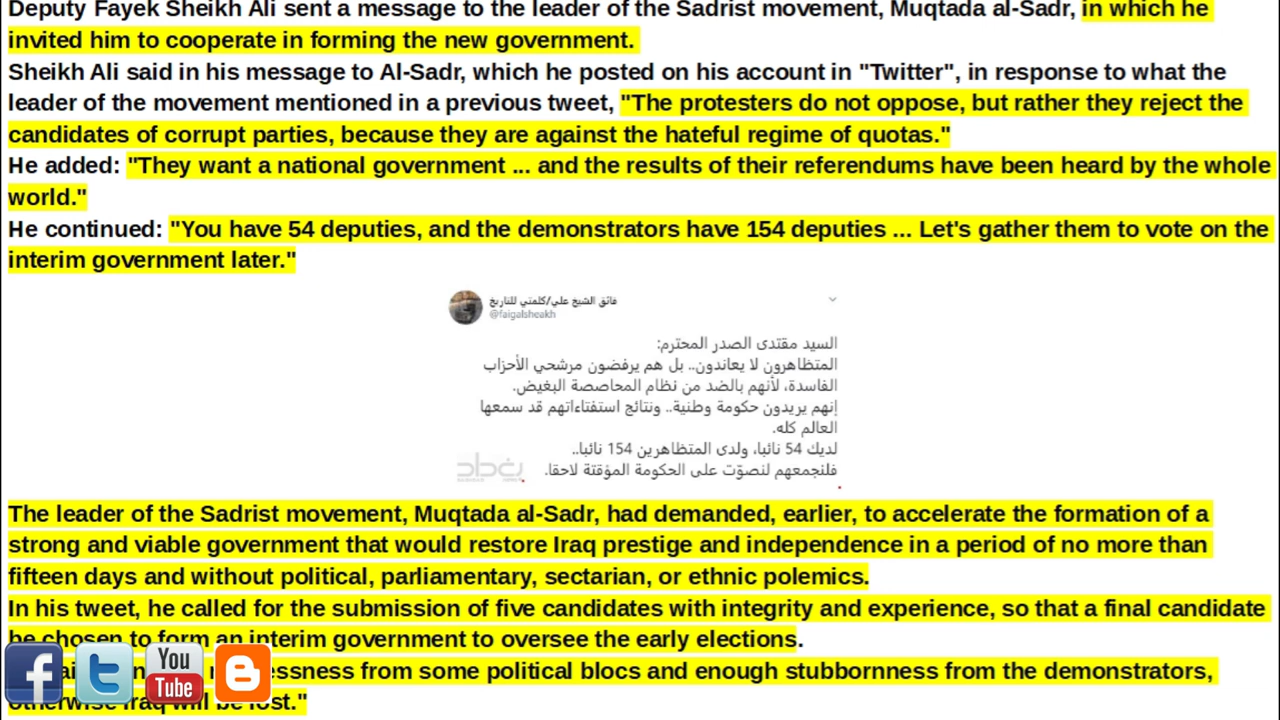 Deputy Fayek Sheikh Ali sent a message to the leader of the Sadrist movement, Muqtada al-Sadr, in which he
invited him to cooperate in forming the new government.
Sheikh Ali said in his message to Al-Sadr, which he posted on his account in "Twitter", in response to what the
leader of the movement mentioned in a previous tweet, "The protesters do not oppose, but rather they reject the
candidates of corrupt parties, because they are against the hateful regime of quotas."
He added: "They want a national government ... and the results of their referendums have been heard by the whole
world."
He continued: "You have 54 deputies, and the demonstrators have 154 deputies ... Let's gather them to vote on the
interim government later."
فائق الشيخ علي/كلمتي للتاريخ
@faigalsheakh
السيد مقتدى الصدر المحترم:
المتظاهرون لا يعاندون.. بل هم يرفضون مرشحي الأحزاب
الفاسدة، لأنهم بالضد من نظام المحاصصة البغيض.
إنهم يريدون حكومة وطنية.. ونتائج استفتاءاتهم قد سمعها
العالم كله.
لديك 54 نائبا، ولدى المتظاهرين 154 نائبا..
فلنجمعهم لنصوّت على الحكومة المؤقتة لاحقا.
بغداد
The leader of the Sadrist movement, Muqtada al-Sadr, had demanded, earlier, to accelerate the formation of a
strong and viable government that would restore Iraq prestige and independence in a period of no more than
fifteen days and without political, parliamentary, sectarian, or ethnic polemics.
In his tweet, he called for the submission of five candidates with integrity and experience, so that a final candidate
be chosen to form an interim government to oversee the early elections.
from some political blocs and enough stubbornness from the demonstrators,
otherwise Iraq will be lost."
You
Tube